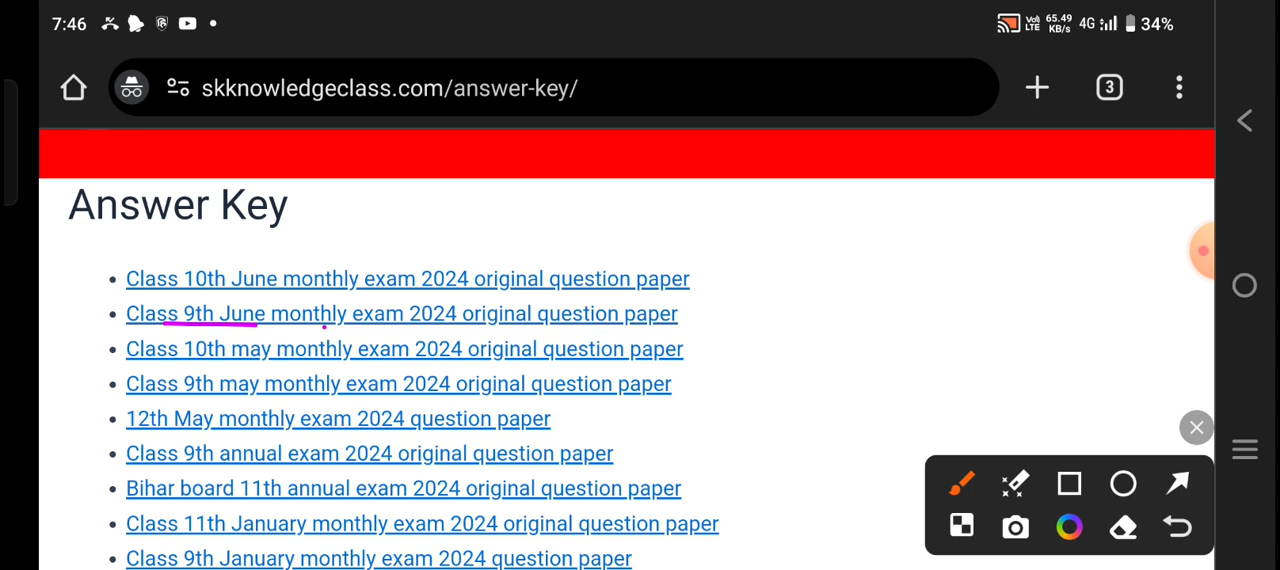 7:46 VoI LTE 65.49 KB/s 4G 34%
skknowledgeclass.com/answer-key/ 3
Answer Key
• Class 10th June monthly exam 2024 original question paper
• Class 9th June monthly exam 2024 original question paper
• Class 10th may monthly exam 2024 original question paper
• Class 9th may monthly exam 2024 original question paper
• 12th May monthly exam 2024 question paper
• Class 9th annual exam 2024 original question paper
• Bihar board 11th annual exam 2024 original question paper
• Class 11th January monthly exam 2024 original question paper
• Class 9th January monthly exam 2024 question paper